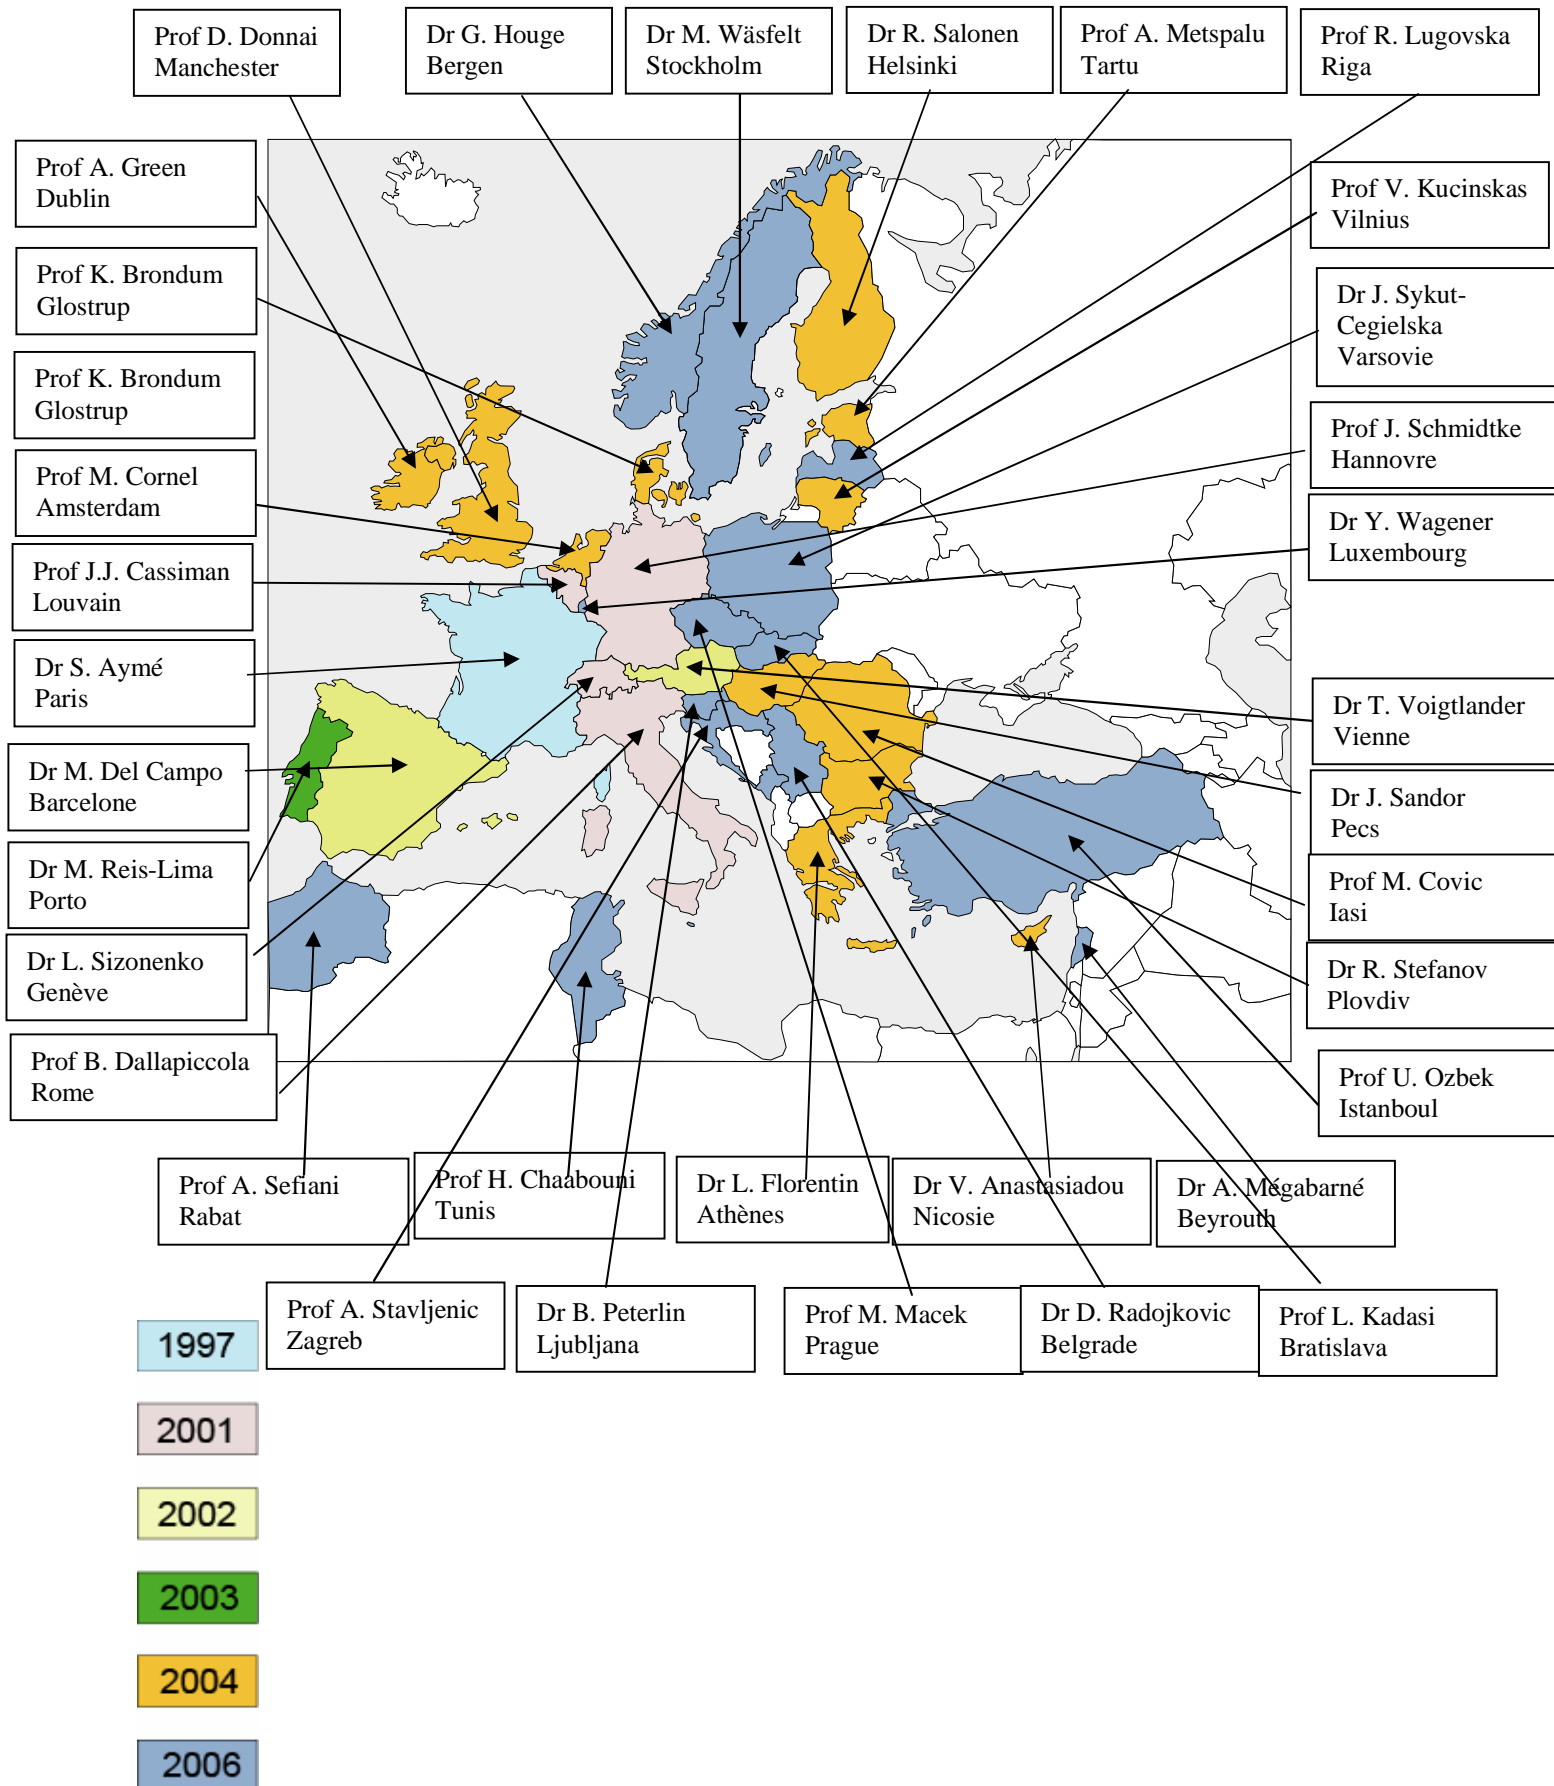 Prof D. Donnai
Manchester
Dr G. Houge
Bergen
Dr M. Wäsfelt
Stockholm
Dr R. Salonen
Helsinki
Prof A. Metspalu
Tartu
Prof R. Lugovska
Riga
Prof A. Green
Dublin
Prof V. Kucinskas
Vilnius
Prof K. Brondum
Glostrup
Dr J. Sykut-
Cegielska
Varsovie
Prof K. Brondum
Glostrup
Prof J. Schmidtke
Hannovre
Prof M. Cornel
Amsterdam
Dr Y. Wagener
Luxembourg
Prof J.J. Cassiman
Louvain
Dr S. Aymé
Paris
Dr T. Voigtlander
Vienne
Dr M. Del Campo
Barcelone
Dr J. Sandor
Pecs
Dr M. Reis-Lima
Porto
Prof M. Covic
Iasi
Dr L. Sizonenko
Genève
Dr R. Stefanov
Plovdiv
Prof B. Dallapiccola
Rome
Prof U. Ozbek
Istanboul
Prof A. Sefiani
Rabat
Prof H. Chaabouni
Tunis
Dr L. Florentin
Athènes
Dr V. Anastasiadou
Nicosie
Dr A. Mégabarné
Beyrouth
Prof A. Stavljenic
Zagreb
Dr B. Peterlin
Ljubljana
Prof M. Macek
Prague
Dr D. Radojkovic
Belgrade
Prof L. Kadasi
Bratislava
1997
2001
2002
2003
2004
2006